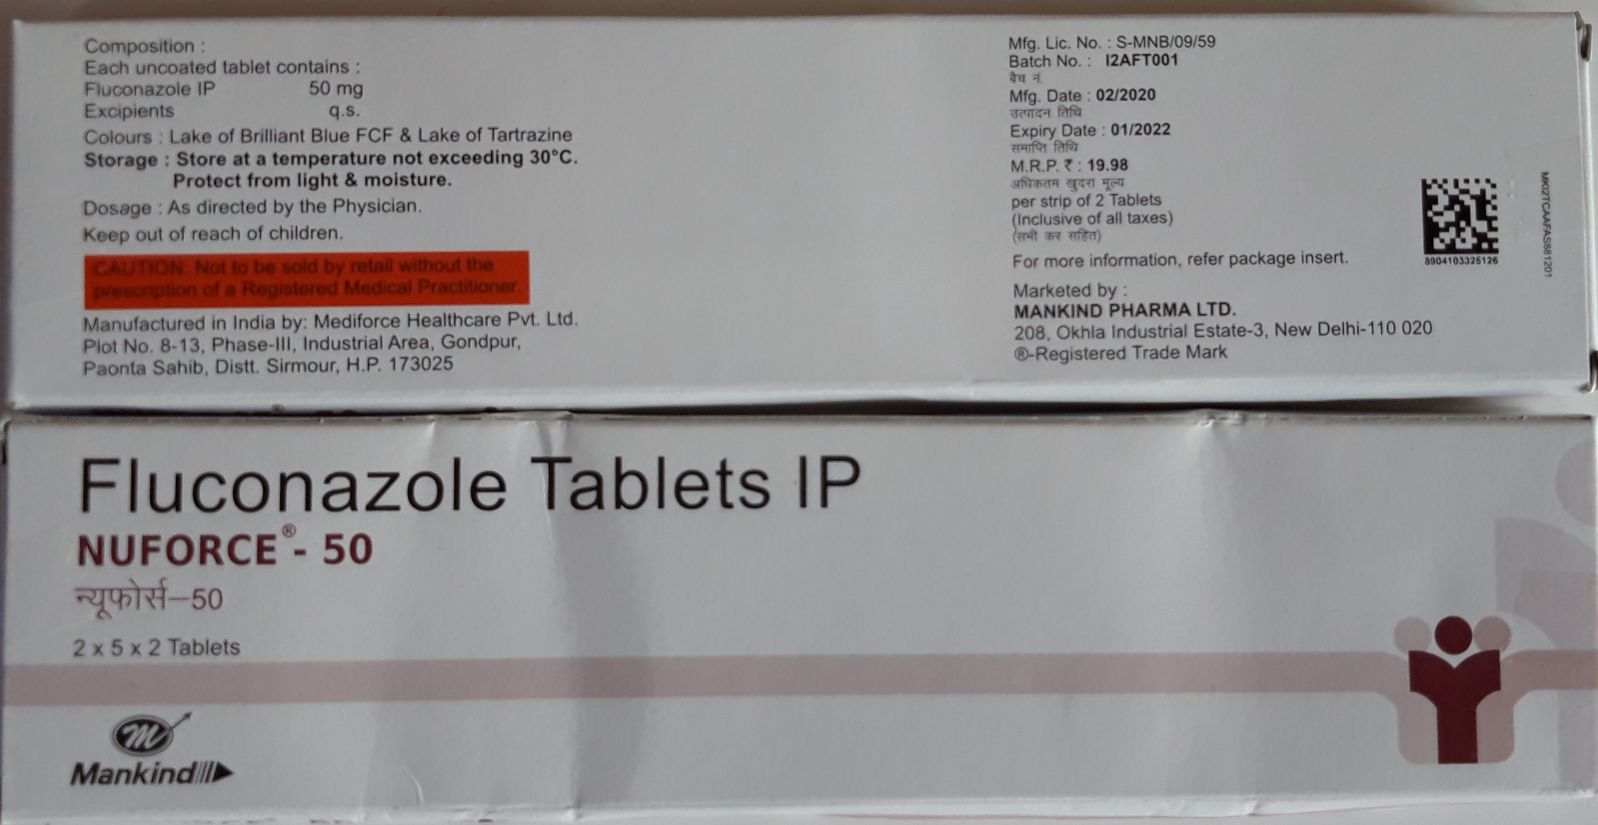 Composition :
Each uncoated tablet contains :
Fluconazole IP 50 mg
Excipients q.s.
Colours : Lake of Brilliant Blue FCF & Lake of Tartrazine
Storage : Store at a temperature not exceeding 30°C.
Protect from light & moisture.
Dosage : As directed by the Physician.
Keep out of reach of children.
CAUTION: Not to be sold by retail without the
prescription of a Registered Medical Practitioner.
Manufactured in India by: Mediforce Healthcare Pvt. Ltd.
Plot No. 8-13, Phase-III, Industrial Area, Gondpur,
Paonta Sahib, Distt. Sirmour, H.P. 173025
Mfg. Lic. No. : S-MNB/09/59
Batch No. : I2AFT001
बैच नं.
Mfg. Date : 02/2020
उत्पादन तिथि
Expiry Date : 01/2022
समाप्ति तिथि
M.R.P. ₹ : 19.98
अधिकतम खुदरा मूल्य
per strip of 2 Tablets
(Inclusive of all taxes)
(सभी कर सहित)
For more information, refer package insert.
Marketed by :
MANKIND PHARMA LTD.
208, Okhla Industrial Estate-3, New Delhi-110 020
®-Registered Trade Mark
8904103325126
Fluconazole Tablets IP
NUFORCE®- 50
न्यूफोर्स–50
2 x 5 x 2 Tablets
m
Mankind